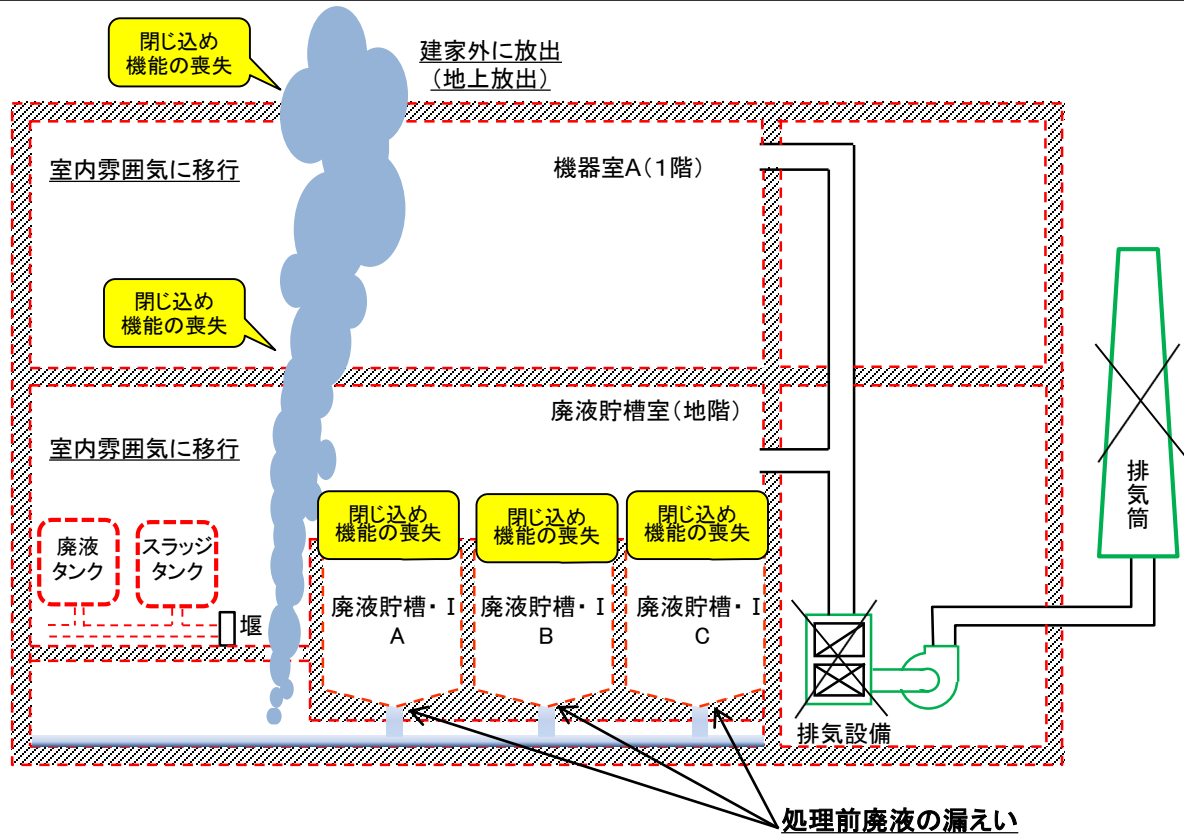 閉じ込め
機能の喪失
建家外に放出
(地上放出)
室内雰囲気に移行
機器室A(1階)
閉じ込め
機能の喪失
廃液貯槽室(地階)
室内雰囲気に移行
排気筒
閉じ込め
機能の喪失
閉じ込め
機能の喪失
閉じ込め
機能の喪失
廃液
タンク
スラッジ
タンク
堰
廃液貯槽・I
A
廃液貯槽・I
B
廃液貯槽・I
C
排気設備
処理前廃液の漏えい